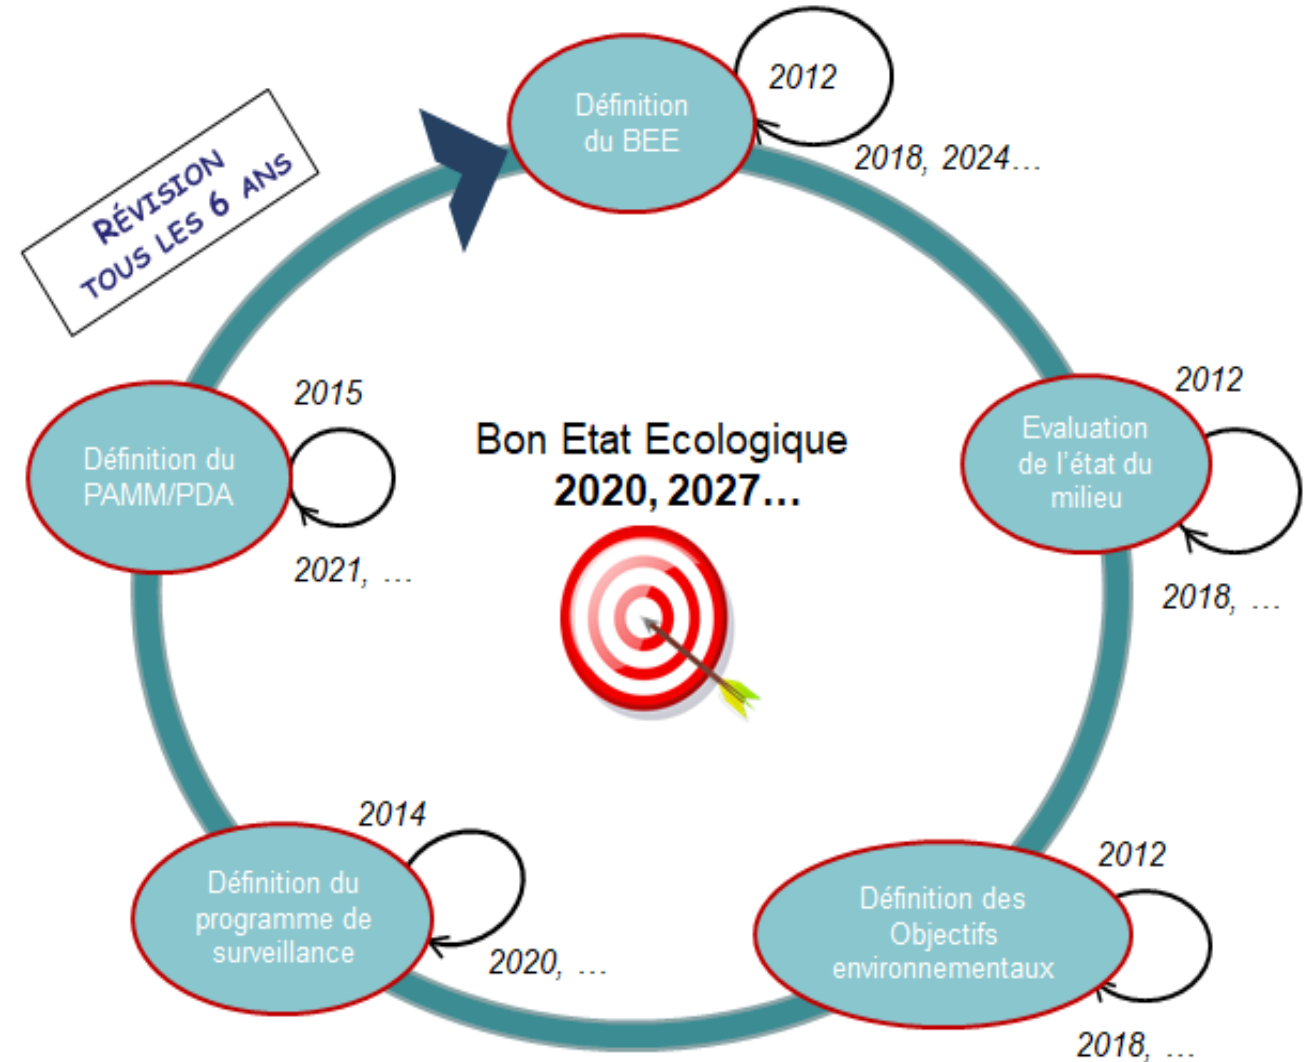 2012
Définition
du BEE
2018, 2024…
RÉVISION
TOUS LES 6 ANS
2012
Evaluation
de l'état du
milieu
2018, …
2015
Définition du
PAMM/PDA
2021, …
Bon Etat Ecologique
2020, 2027…
2014
Définition du
programme de
surveillance
2020, …
2012
Définition des
Objectifs
environnementaux
2018, …